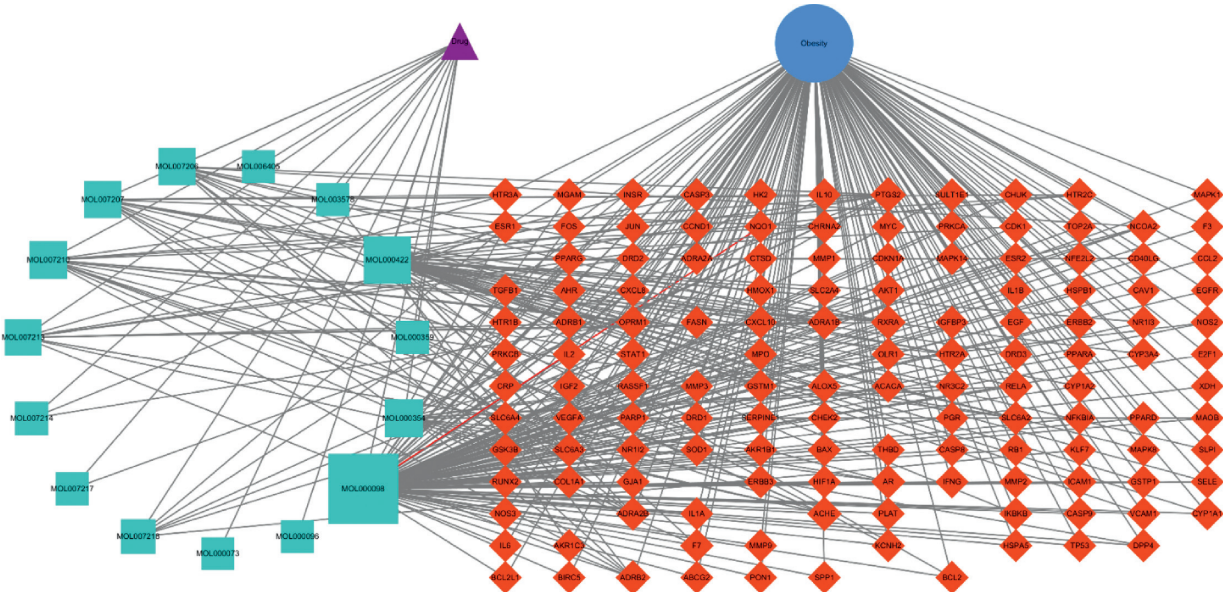 Drug
Obesity
MOL007206
MOL006405
MOL007207
MOL003578
MOL007210
MOL000422
MOL007213
MOL000359
MOL007214
MOL000354
MOL007217
MOL000098
MOL007218
MOL000073
MOL000096
HTR3A MGAM INSR CASP3 HK2 IL10 PTGS2 SULT1E1 CHUK HTR2C MAPK1
ESR1 FOS JUN CCND1 NQO1 CHRNA2 MYC PRKCA CDK1 TOP2A NCOA2 F3
PPARG DRD2 ADRA2A CTSD MMP1 CDKN1A MAPK14 ESR2 NFE2L2 CD40LG CCL2
TGFB1 AHR CXCL8 HMOX1 SLC2A4 AKT1 IL1B HSPB1 CAV1 EGFR
HTR1B ADRB1 OPRM1 FASN CXCL10 ADRA1B RXRA IGFBP3 EGF ERBB2 NR1I3 NOS2
PRKCB IL2 STAT1 MPO OLR1 HTR2A DRD3 PPARA CYP3A4 E2F1
CRP IGF2 RASSF1 MMP3 GSTM1 ALOX5 ACACA NR3C2 RELA CYP1A2 XDH
SLC6A4 VEGFA PARP1 DRD1 SERPINE1 CHEK2 PGR SLC6A2 NFKBIA PPARD MAOB
GSK3B SLC6A3 NR1I2 SOD1 AKR1B1 BAX THBD CASP8 RB1 KLF7 MAPK8 SLPI
RUNX2 COL1A1 GJA1 ERBB3 HIF1A AR IFNG MMP2 ICAM1 GSTP1 SELE
NOS3 ADRA2B IL1A ACHE PLAT IKBKB CASP9 VCAM1 CYP1A1
IL6 AKR1C3 F7 MMP9 KCNH2 HSPA5 TP53 DPP4
BCL2L1 BIRC5 ADRB2 ABCG2 PON1 SPP1 BCL2